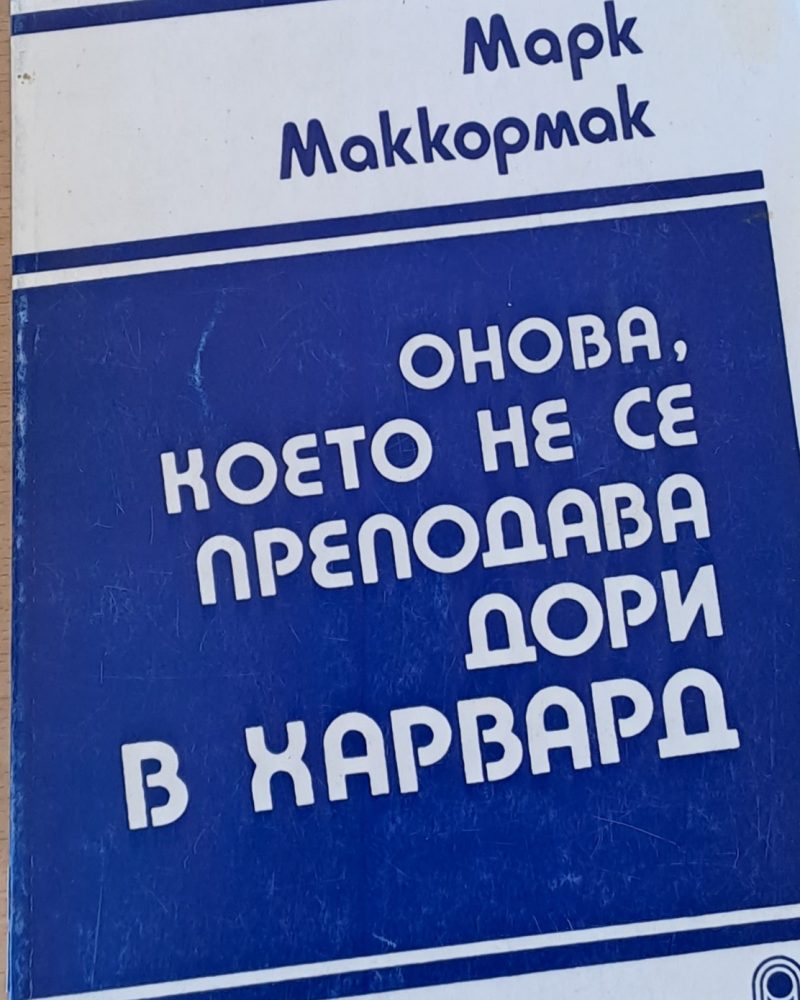 Марк
Маккормак
ОНОВА,
КОЕТО НЕ СЕ
ПРЕПОДАВА
ДОРИ
В ХАРВАРД